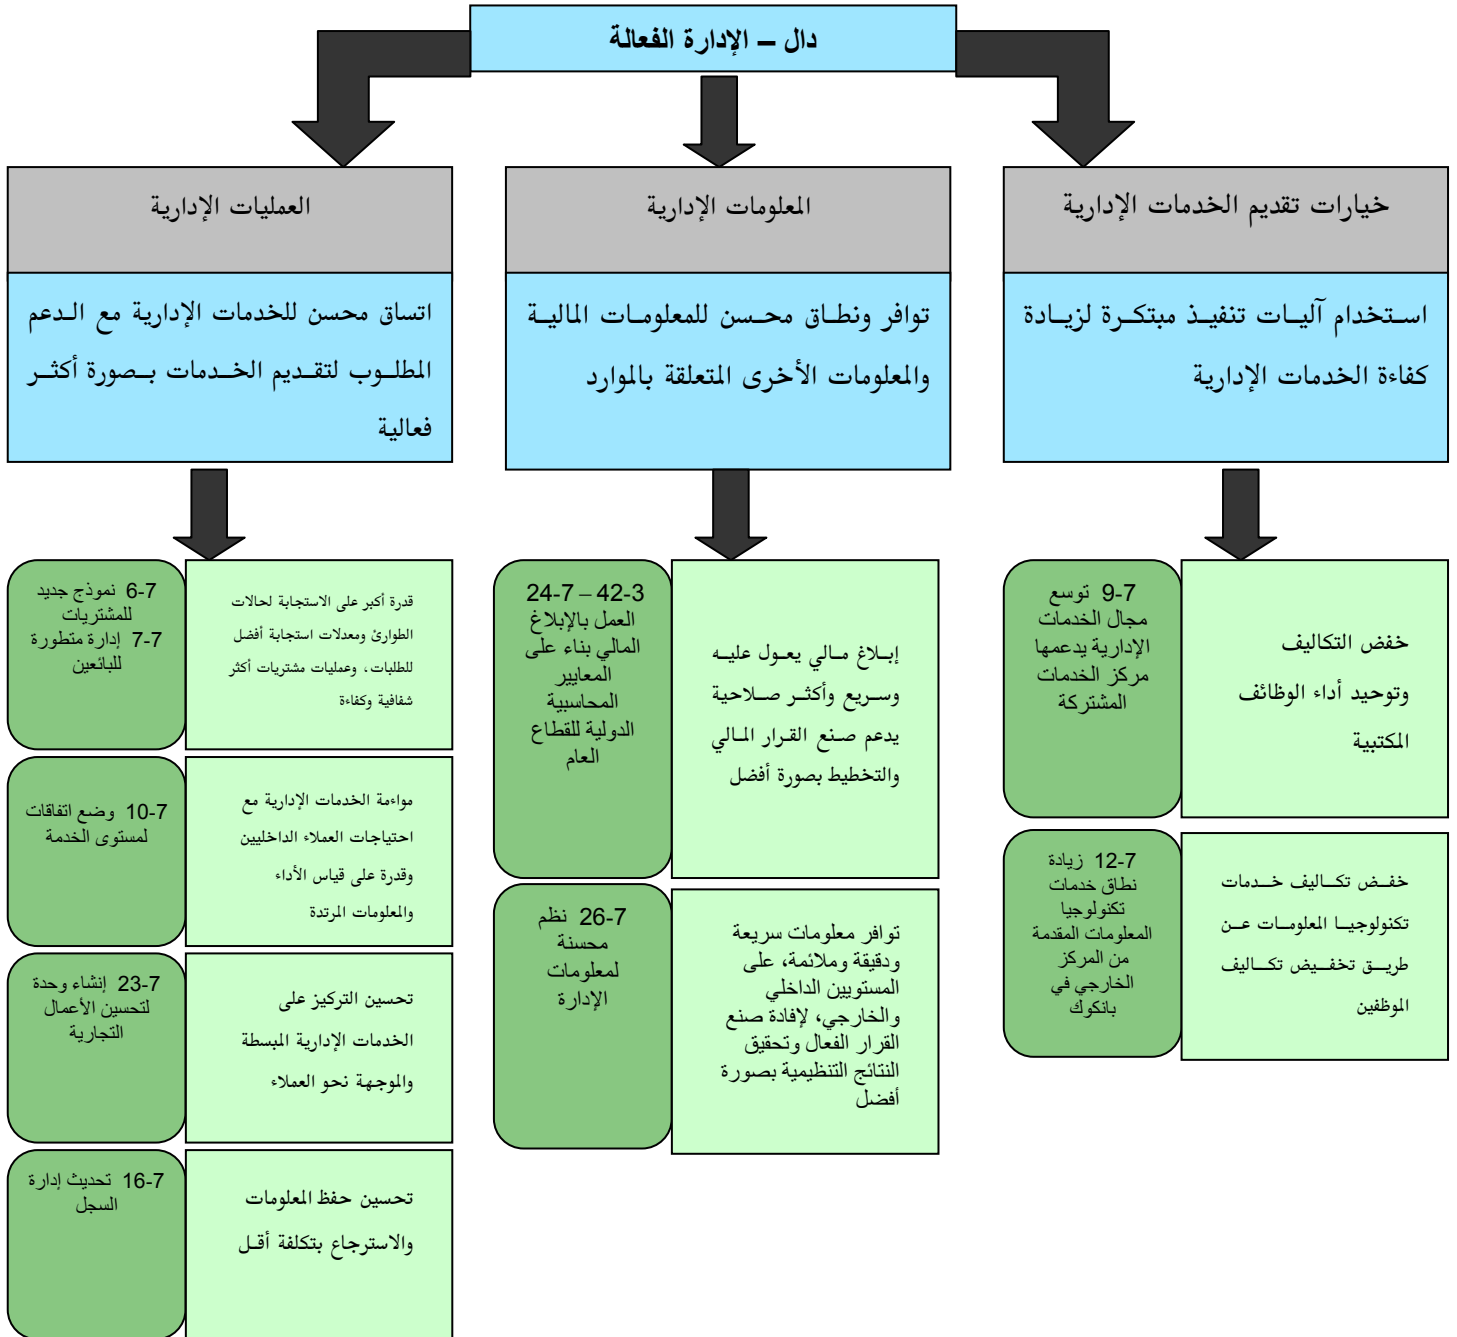 دال – الإدارة الفعالة
خيارات تقديم الخدمات الإدارية
استخدام آليات تنفيذ مبتكرة لزيادة
كفاءة الخدمات الإدارية
9-7 توسع
مجال الخدمات
الإدارية يدعمها
مركز الخدمات
المشتركة
خفض التكاليف
وتوحيد أداء الوظائف
المكتبية
12-7 زيادة
نطاق خدمات
تكنولوجيا
المعلومات المقدمة
من المركز
الخارجي في
بانكوك
خفض تكاليف خدمات
تكنولوجيا المعلومات عن
طريق تخفيض تكاليف
الموظفين
المعلومات الإدارية
توافر ونطاق محسن للمعلومات المالية
والمعلومات الأخرى المتعلقة بالموارد
24-7 – 42-3
العمل بالإبلاغ
المالي بناء على
المعايير
المحاسبية
الدولية للقطاع
العام
إبلاغ مالي يعول عليه
وسريع وأكثر صلاحية
يدعم صنع القرار المالي
والتخطيط بصورة أفضل
26-7 نظم
محسنة
لمعلومات
الإدارة
توافر معلومات سريعة
ودقيقة وملائمة، على
المستويين الداخلي
والخارجي، لإفادة صنع
القرار الفعال وتحقيق
النتائج التنظيمية بصورة
أفضل
العمليات الإدارية
اتساق محسن للخدمات الإدارية مع الدعم
المطلوب لتقديم الخدمات بصورة أكثر
فعالية
6-7 نموذج جديد
للمشتريات
7-7 إدارة متطورة
للبائعين
قدرة أكبر على الاستجابة لحالات
الطوارئ ومعدلات استجابة أفضل
للطلبات، وعمليات مشتريات أكثر
شفافية وكفاءة
10-7 وضع اتفاقات
لمستوى الخدمة
مواءمة الخدمات الإدارية مع
احتياجات العملاء الداخليين
وقدرة على قياس الأداء
والمعلومات المرتدة
23-7 إنشاء وحدة
لتحسين الأعمال
التجارية
تحسين التركيز على
الخدمات الإدارية المبسطة
والموجهة نحو العملاء
16-7 تحديث إدارة
السجل
تحسين حفظ المعلومات
والاسترجاع بتكلفة أقل